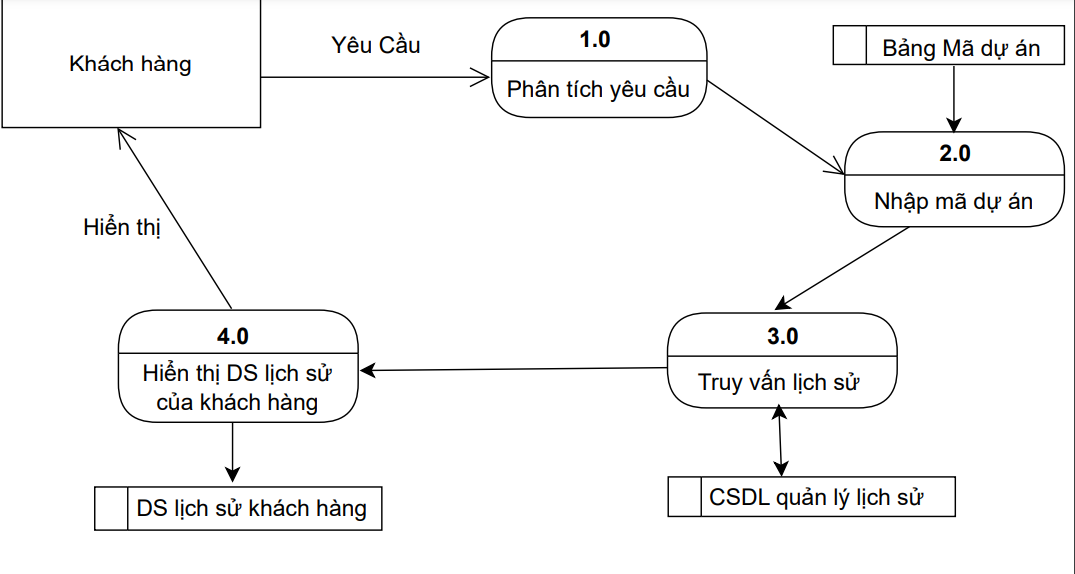 Khách hàng
Yêu Cầu
1.0
Phân tích yêu cầu
Bảng Mã dự án
2.0
Nhập mã dự án
Hiển thị
4.0
Hiển thị DS lịch sử
của khách hàng
3.0
Truy vấn lịch sử
DS lịch sử khách hàng
CSDL quản lý lịch sử